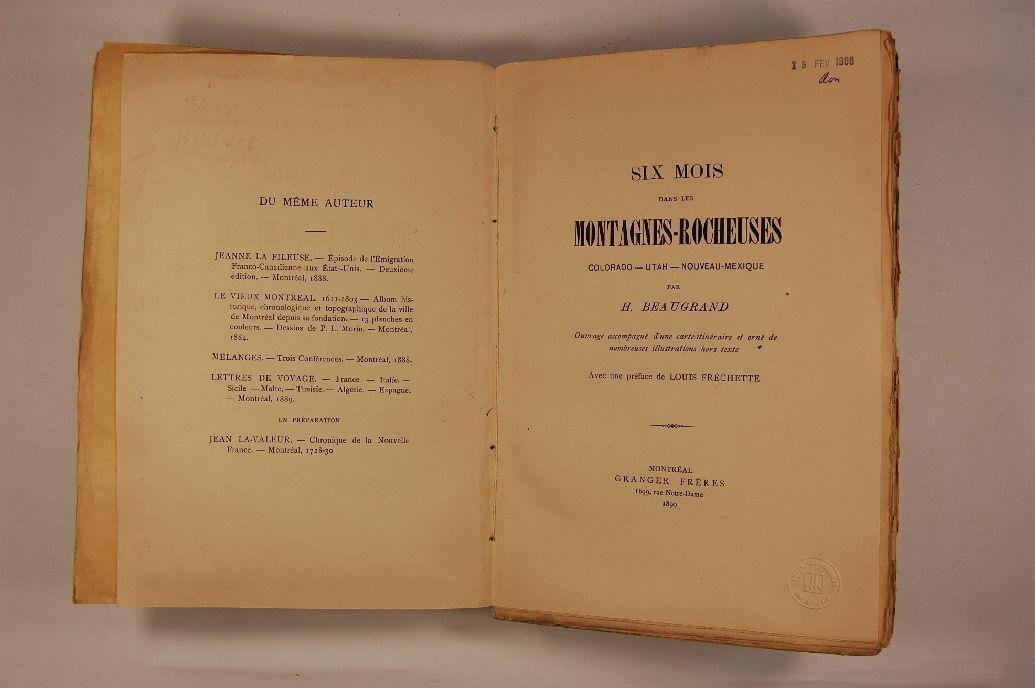 DU MÊME AUTEUR
JEANNE LA FILEUSE. — Épisode de l'Émigration
Franco-Canadienne aux État-Unis. — Deuxième
édition. — Montréal, 1888.
LE VIEUX MONTRÉAL. 1611-1803 — Album his-
torique, chronologique et topographique de la ville
de Montréal depuis sa fondation. — 13 planches en
couleurs. — Dessins de P. L. Morin. — Montréal,
1884.
MÉLANGES. — Trois Conférences. — Montréal, 1888.
LETTRES DE VOYAGE. — France — Italie. —
Sicile — Malte. — Tunisie. — Algérie. — Espagne.
— Montréal, 1889.
EN PRÉPARATION
JEAN LA-VALEUR. — Chronique de la Nouvelle
France. — Montréal, 1728-30
15 FEV 1966
don
SIX MOIS
DANS LES
MONTAGNES-ROCHEUSES
COLORADO — UTAH — NOUVEAU-MEXIQUE
PAR
H. BEAUGRAND
Ouvrage accompagné d'une carte-itinéraire et orné de
nombreuses illustrations hors texte
Avec une préface de LOUIS FRÉCHETTE
MONTRÉAL
GRANGER FRÈRES
1699, rue Notre-Dame
1890